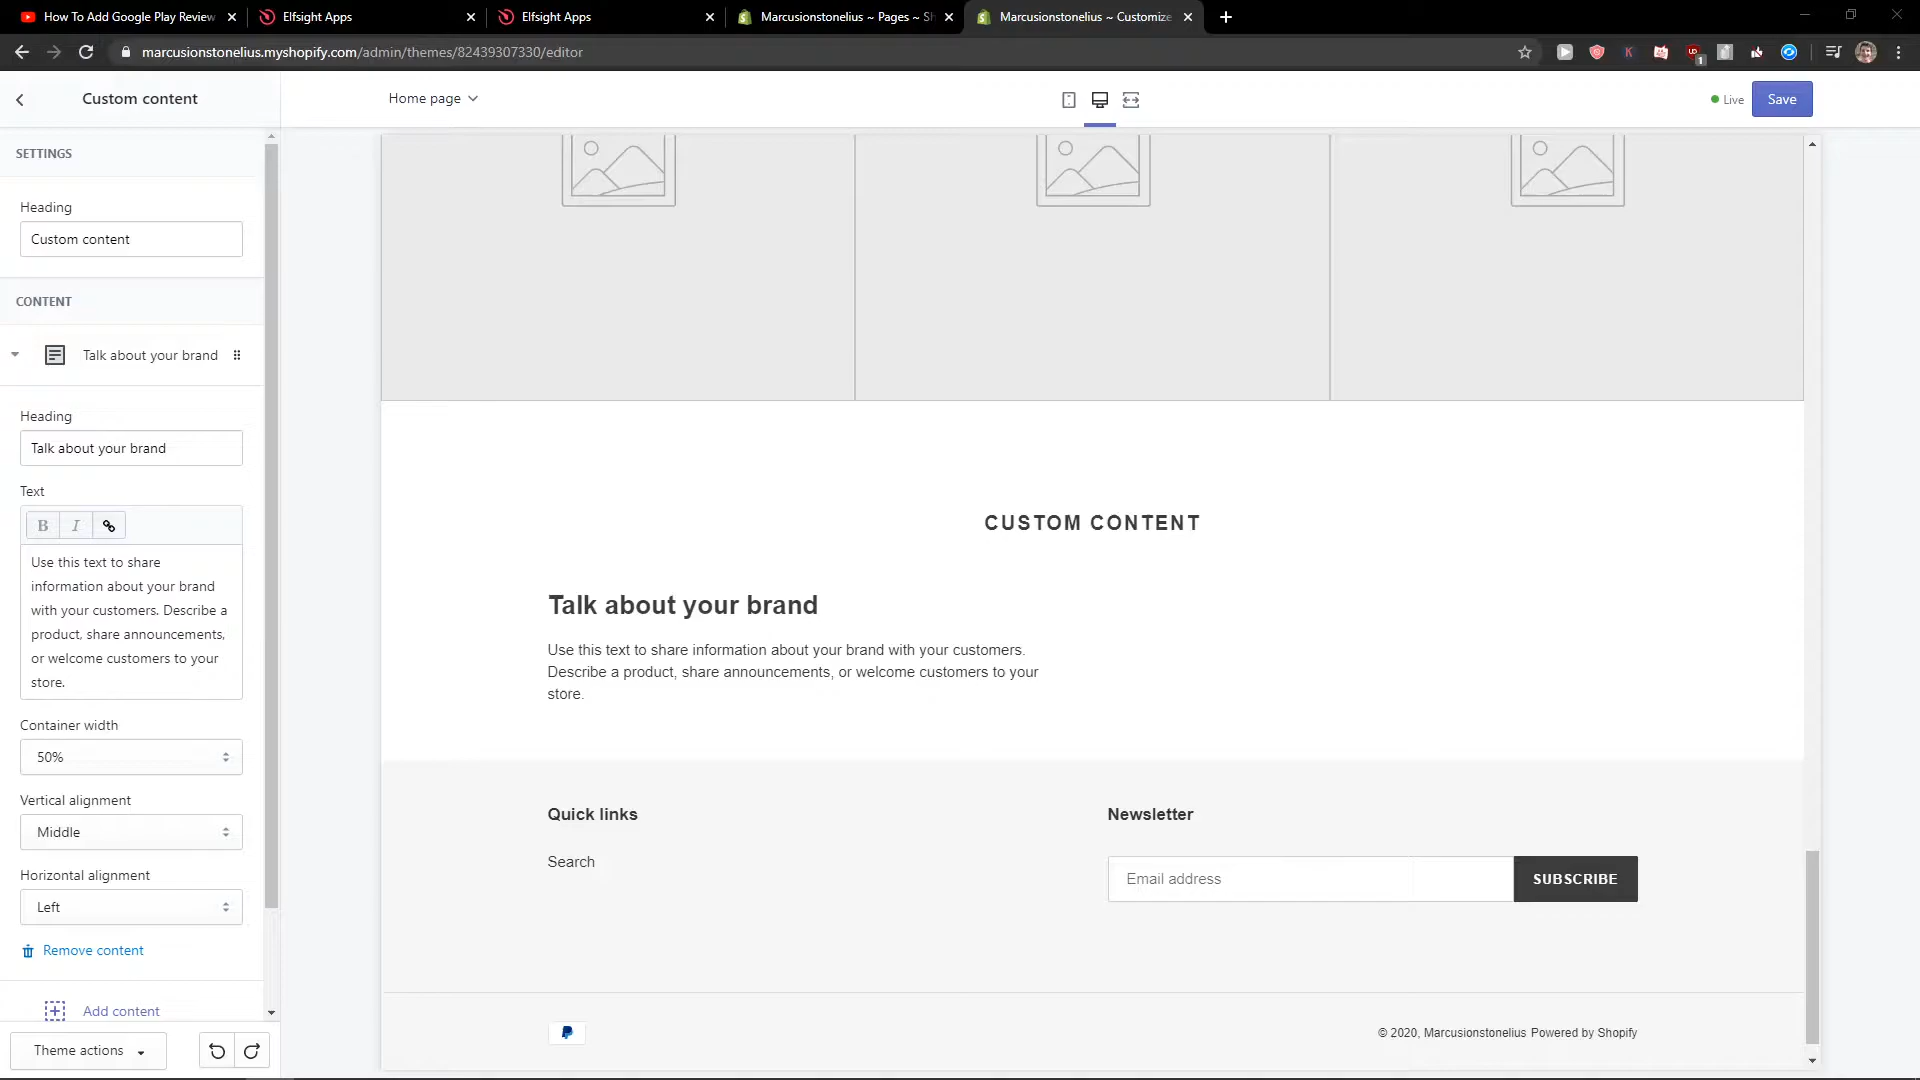 How To Add Google Play Review
Elfsight Apps
Elfsight Apps
Marcusionstonelius ~ Pages ~ Sh
Marcusionstonelius ~ Customize
marcusionstonelius.myshopify.com/admin/themes/82439307330/editor
1
Custom content
Home page
Live
Save
SETTINGS
Heading
Custom content
CONTENT
Talk about your brand
Heading
Talk about your brand
Text
B I
Use this text to share
information about your brand
with your customers. Describe a
product, share announcements,
or welcome customers to your
store.
Container width
50%
Vertical alignment
Middle
Horizontal alignment
Left
Remove content
Add content
Theme actions
CUSTOM CONTENT
Talk about your brand
Use this text to share information about your brand with your customers.
Describe a product, share announcements, or welcome customers to your
store.
Quick links
Newsletter
Search
Email address
SUBSCRIBE
© 2020, Marcusionstonelius Powered by Shopify